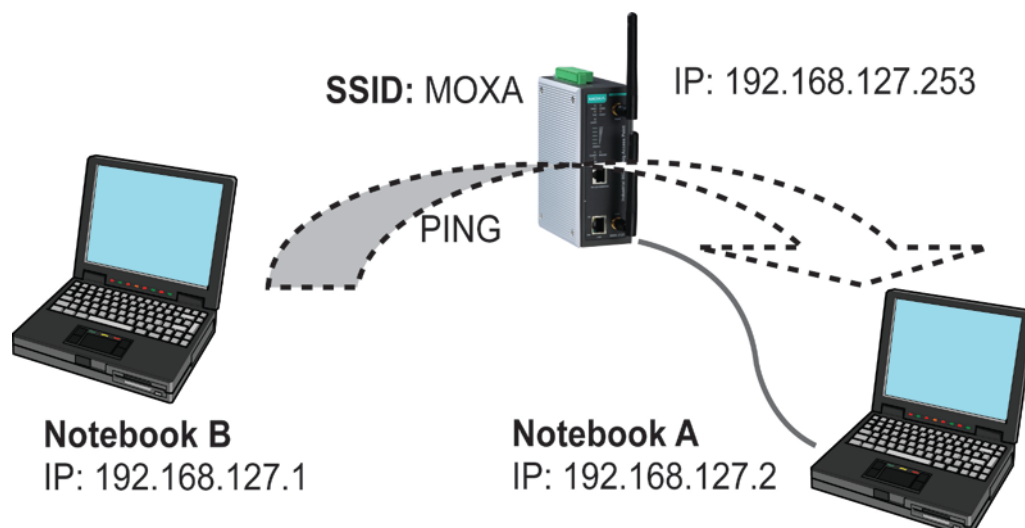 SSID: MOXA
IP: 192.168.127.253
PING
Notebook B
IP: 192.168.127.1
Notebook A
IP: 192.168.127.2